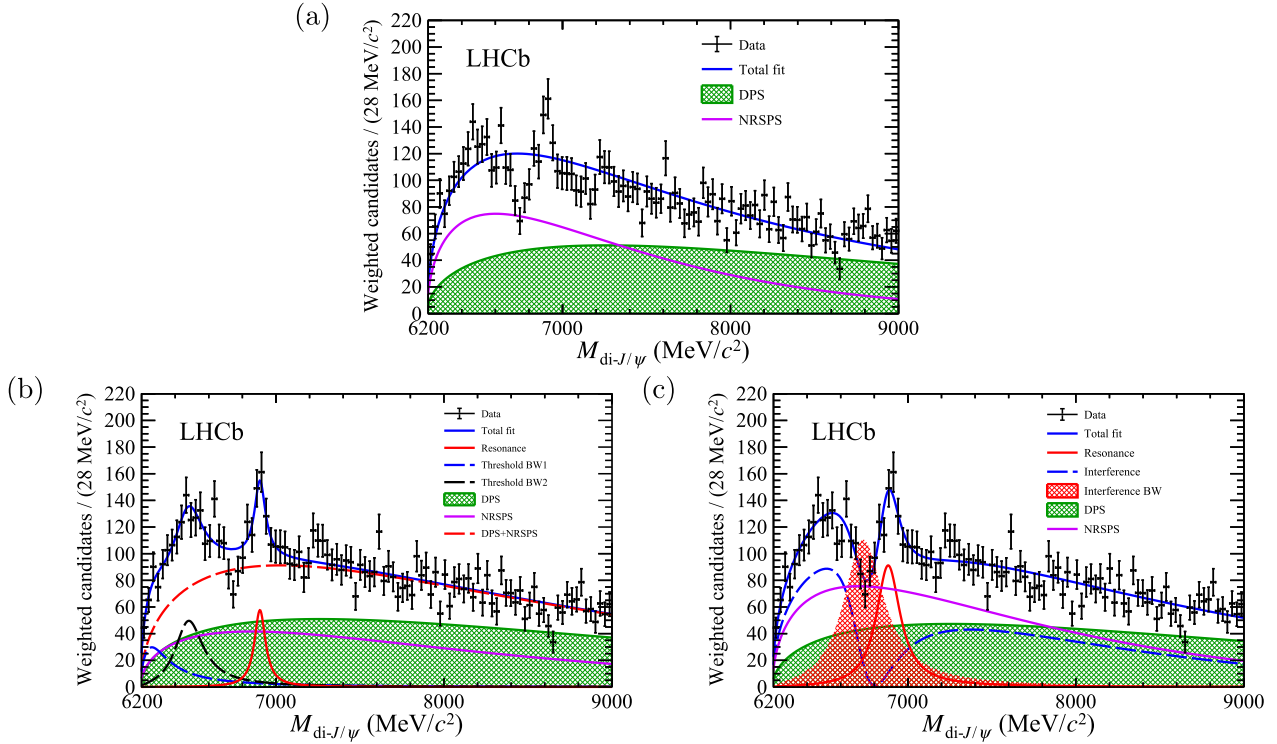 (a)
220
200
180
160
140
120
100
80
60
40
20
0
Weighted candidates / (28 MeV/c²)
LHCb
Data
Total fit
DPS
NRSPS
6200 7000 8000 9000
M di-J/ψ (MeV/c²)
(b)
220
200
180
160
140
120
100
80
60
40
20
0
Weighted candidates / (28 MeV/c²)
LHCb
Data
Total fit
Resonance
Threshold BW1
Threshold BW2
DPS
NRSPS
DPS+NRSPS
6200 7000 8000 9000
M di-J/ψ (MeV/c²)
(c)
220
200
180
160
140
120
100
80
60
40
20
0
Weighted candidates / (28 MeV/c²)
LHCb
Data
Total fit
Resonance
Interference
Interference BW
DPS
NRSPS
6200 7000 8000 9000
M di-J/ψ (MeV/c²)